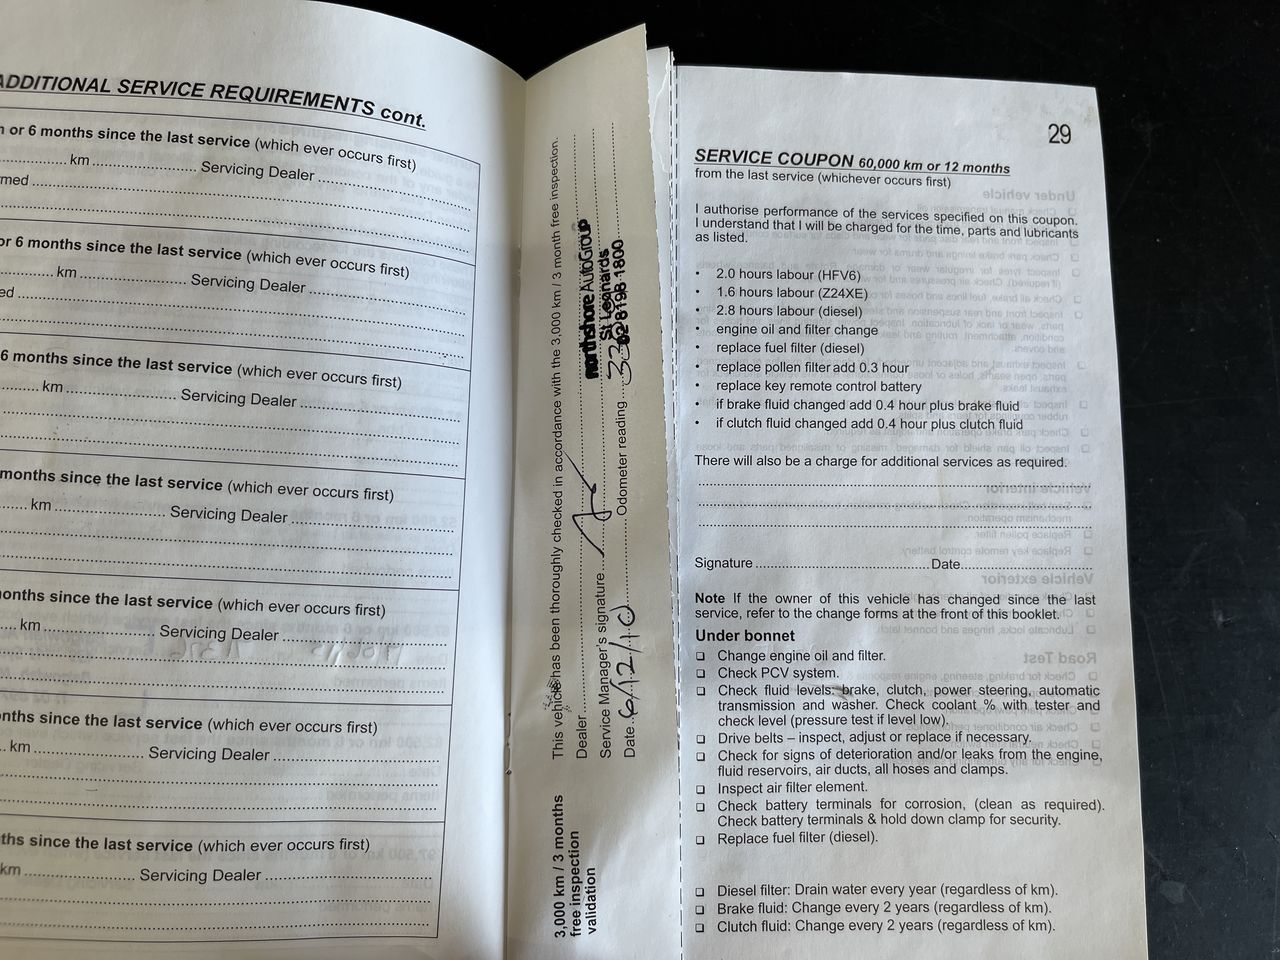 ADDITIONAL SERVICE REQUIREMENTS cont.
or 6 months since the last service (which ever occurs first)
km Servicing Dealer
or 6 months since the last service (which ever occurs first)
km Servicing Dealer
6 months since the last service (which ever occurs first)
km Servicing Dealer
months since the last service (which ever occurs first)
km Servicing Dealer
months since the last service (which ever occurs first)
km Servicing Dealer
since the last service (which ever occurs first)
km Servicing Dealer
since the last service (which ever occurs first)
km Servicing Dealer
3,000 km / 3 months
free inspection
validation
This vehicle has been thoroughly checked in accordance with the 3,000 km / 3 month free inspection.
Dealer northshore AutoGroup
St Leonards
02 8198 1800
Service Manager's signature
Date 6/12/10 Odometer reading
29
SERVICE COUPON 60,000 km or 12 months
from the last service (whichever occurs first)
I authorise performance of the services specified on this coupon.
I understand that I will be charged for the time, parts and lubricants
as listed.
• 2.0 hours labour (HFV6)
• 1.6 hours labour (Z24XE)
• 2.8 hours labour (diesel)
• engine oil and filter change
• replace fuel filter (diesel)
• replace pollen filter add 0.3 hour
• replace key remote control battery
• if brake fluid changed add 0.4 hour plus brake fluid
• if clutch fluid changed add 0.4 hour plus clutch fluid
There will also be a charge for additional services as required.
Signature Date
Note If the owner of this vehicle has changed since the last
service, refer to the change forms at the front of this booklet.
Under bonnet
❑ Change engine oil and filter.
❑ Check PCV system.
❑ Check fluid levels: brake, clutch, power steering, automatic
transmission and washer. Check coolant % with tester and
check level (pressure test if level low).
❑ Drive belts – inspect, adjust or replace if necessary.
❑ Check for signs of deterioration and/or leaks from the engine,
fluid reservoirs, air ducts, all hoses and clamps.
❑ Inspect air filter element.
❑ Check battery terminals for corrosion, (clean as required).
Check battery terminals & hold down clamp for security.
❑ Replace fuel filter (diesel).
❑ Diesel filter: Drain water every year (regardless of km).
❑ Brake fluid: Change every 2 years (regardless of km).
❑ Clutch fluid: Change every 2 years (regardless of km).